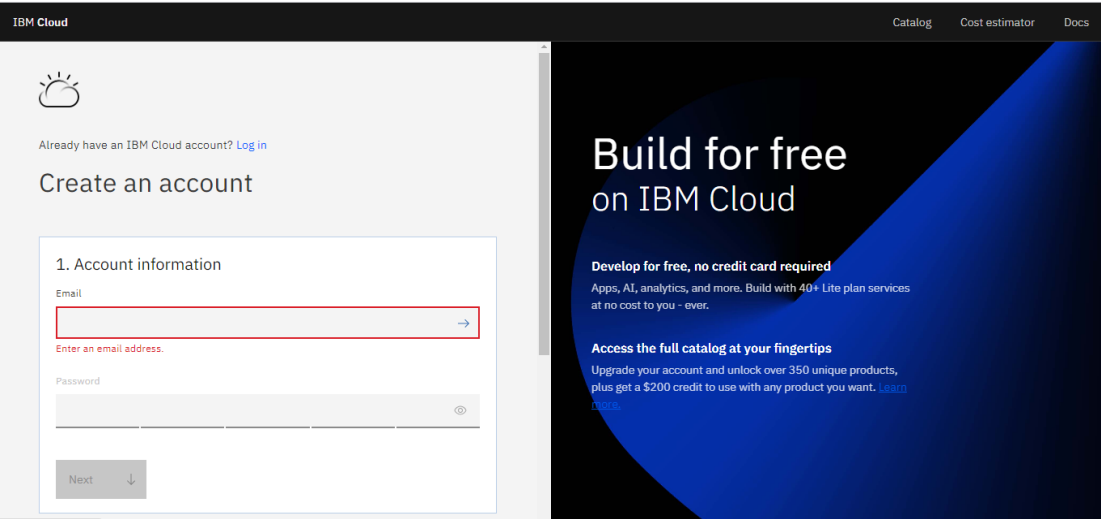 IBM Cloud
Catalog
Cost estimator
Docs
Already have an IBM Cloud account? Log in
Create an account
1. Account information
Email
Enter an email address.
Password
Next
Build for free
on IBM Cloud
Develop for free, no credit card required
Apps, AI, analytics, and more. Build with 40+ Lite plan services
at no cost to you - ever.
Access the full catalog at your fingertips
Upgrade your account and unlock over 350 unique products,
plus get a $200 credit to use with any product you want. Learn
more.